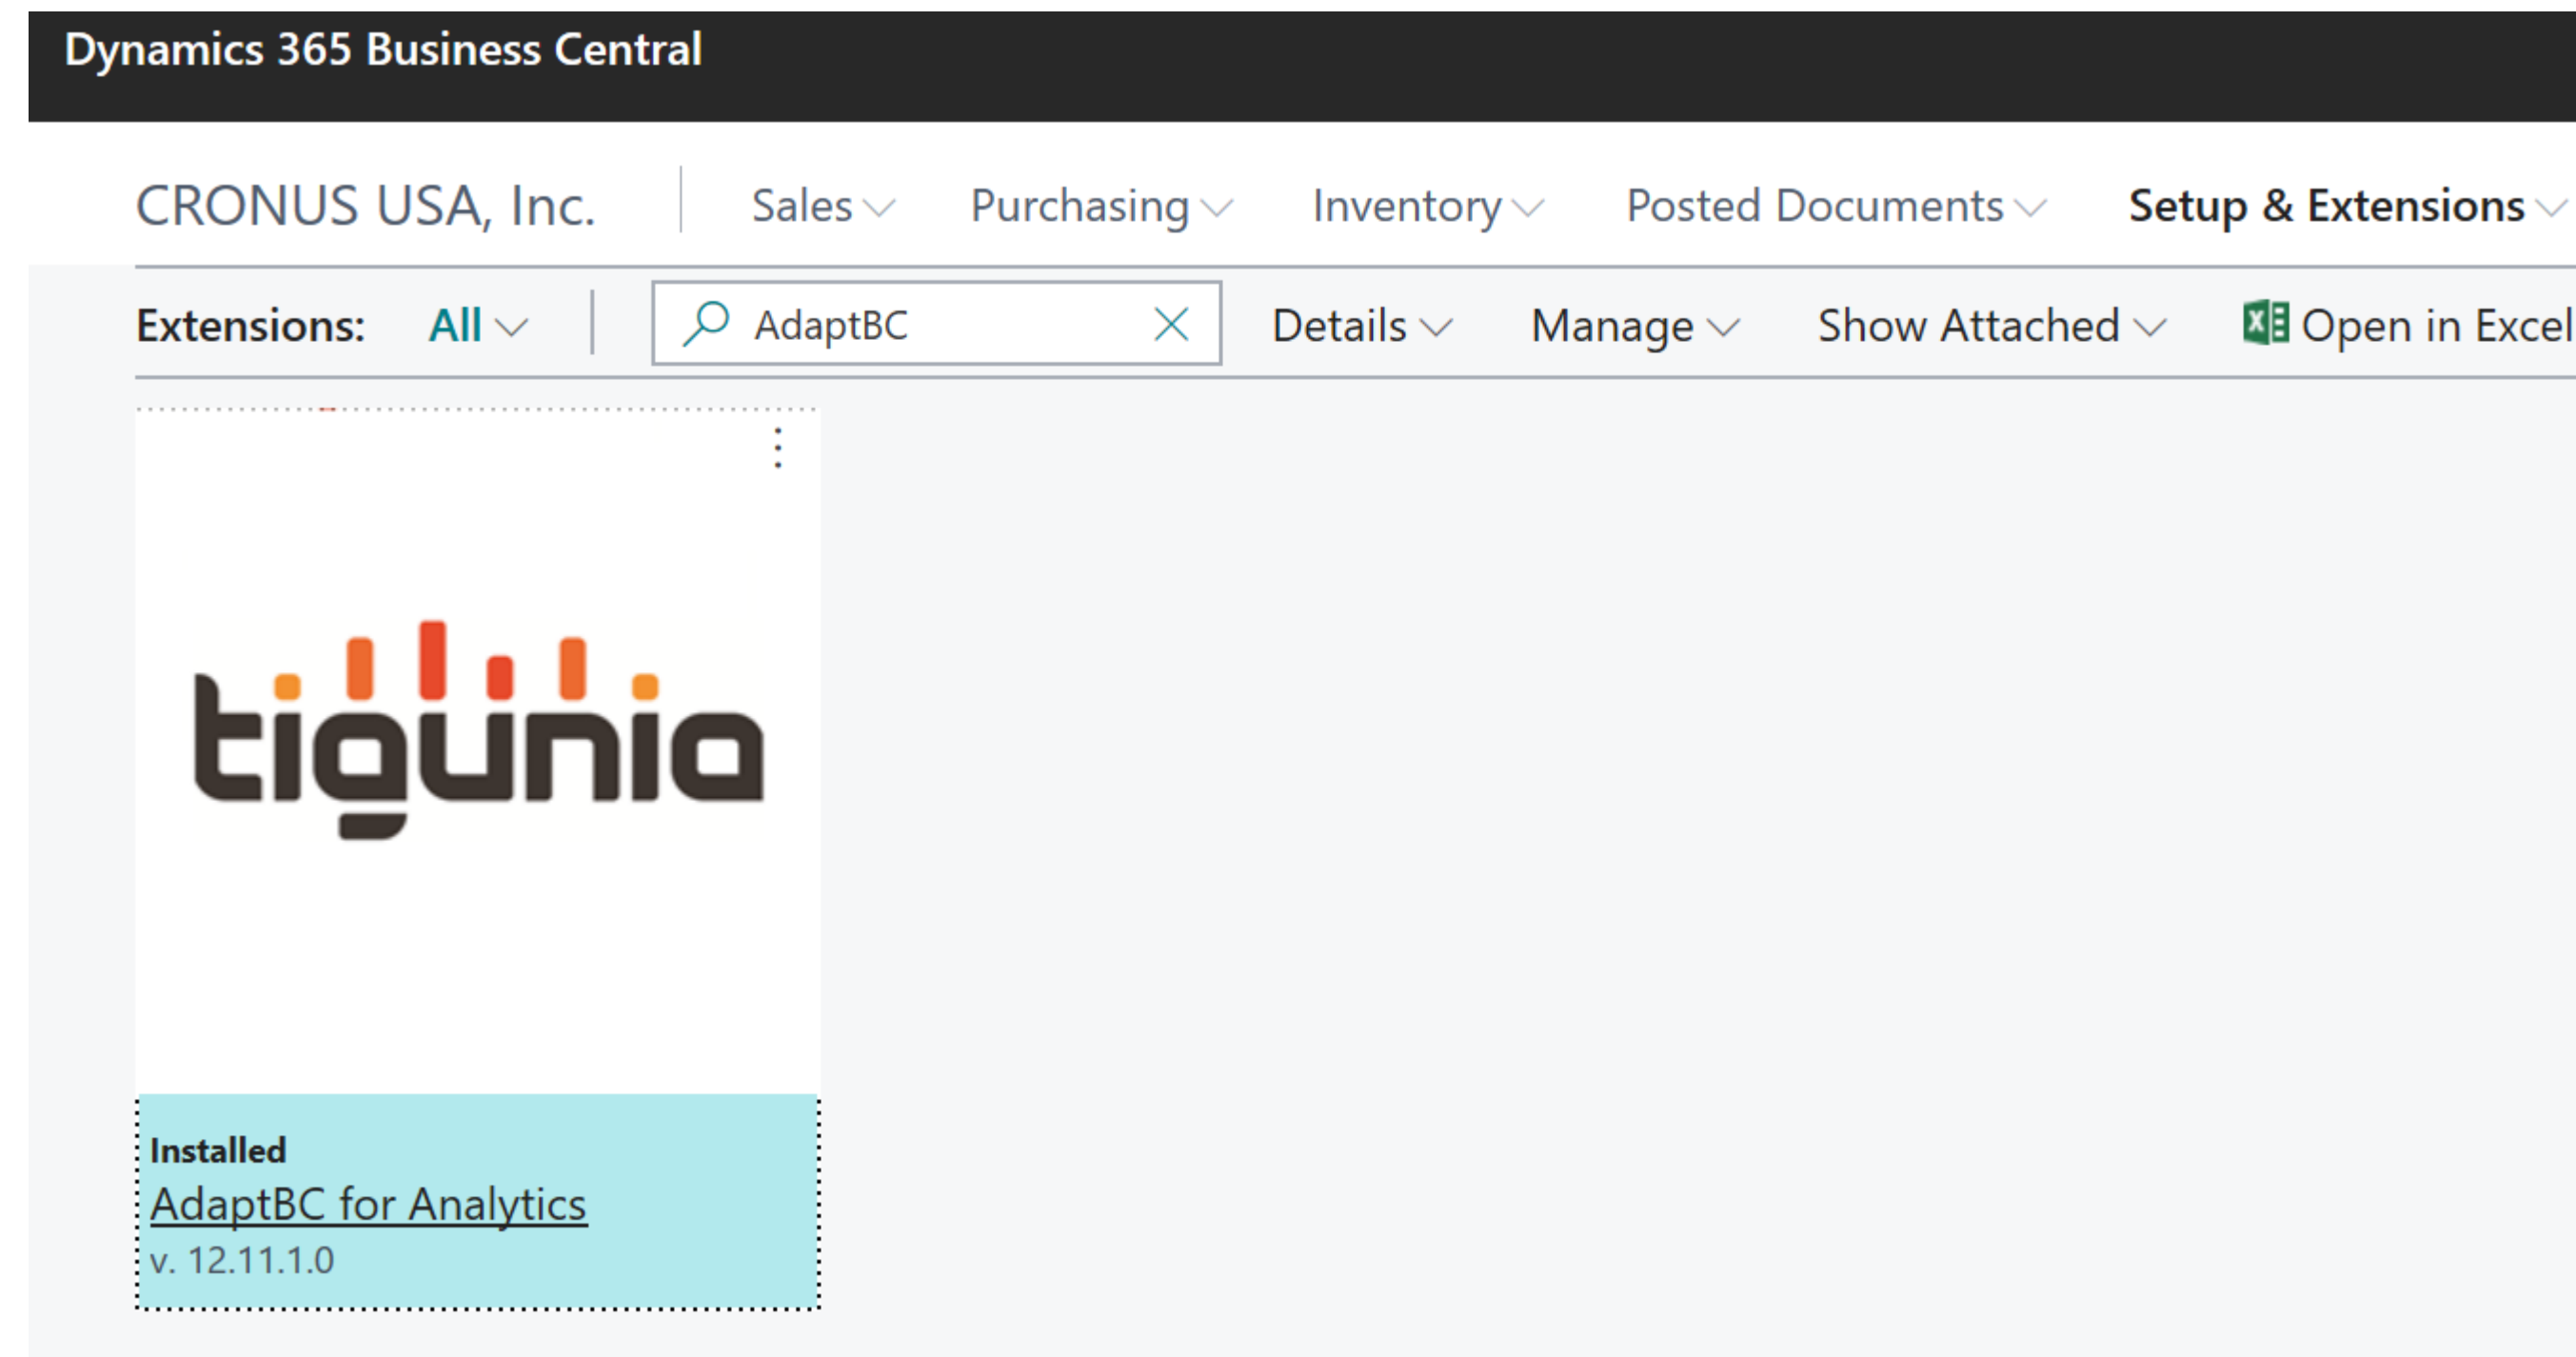 Dynamics 365 Business Central
CRONUS USA, Inc. Sales Purchasing Inventory Posted Documents Setup & Extensions
Extensions: All AdaptBC Details Manage Show Attached Open in Excel
tigunia
Installed
AdaptBC for Analytics
v. 12.11.1.0